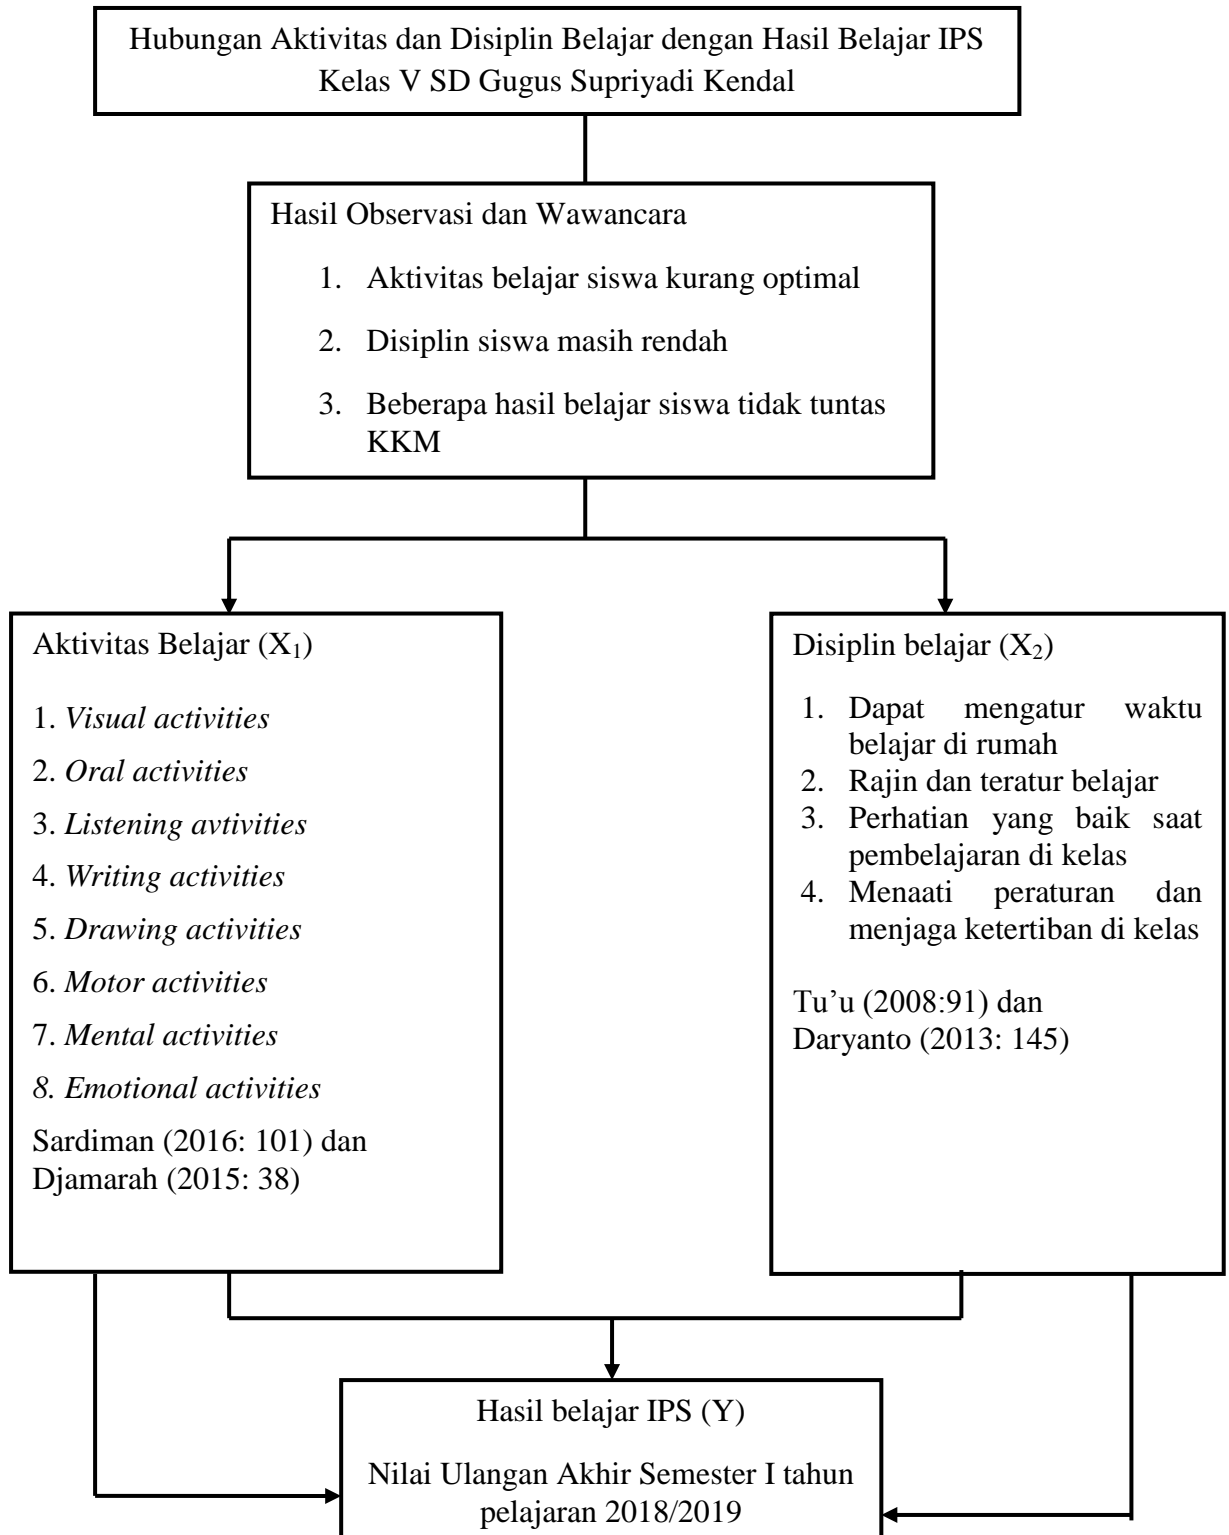 Hubungan Aktivitas dan Disiplin Belajar dengan Hasil Belajar IPS
Kelas V SD Gugus Supriyadi Kendal
Hasil Observasi dan Wawancara
1. Aktivitas belajar siswa kurang optimal
2. Disiplin siswa masih rendah
3. Beberapa hasil belajar siswa tidak tuntas
KKM
Aktivitas Belajar (X₁)
1. Visual activities
2. Oral activities
3. Listening avtivities
4. Writing activities
5. Drawing activities
6. Motor activities
7. Mental activities
8. Emotional activities
Sardiman (2016: 101) dan
Djamarah (2015: 38)
Disiplin belajar (X₂)
1. Dapat mengatur waktu
belajar di rumah
2. Rajin dan teratur belajar
3. Perhatian yang baik saat
pembelajaran di kelas
4. Menaati peraturan dan
menjaga ketertiban di kelas
Tu’u (2008:91) dan
Daryanto (2013: 145)
Hasil belajar IPS (Y)
Nilai Ulangan Akhir Semester I tahun
pelajaran 2018/2019